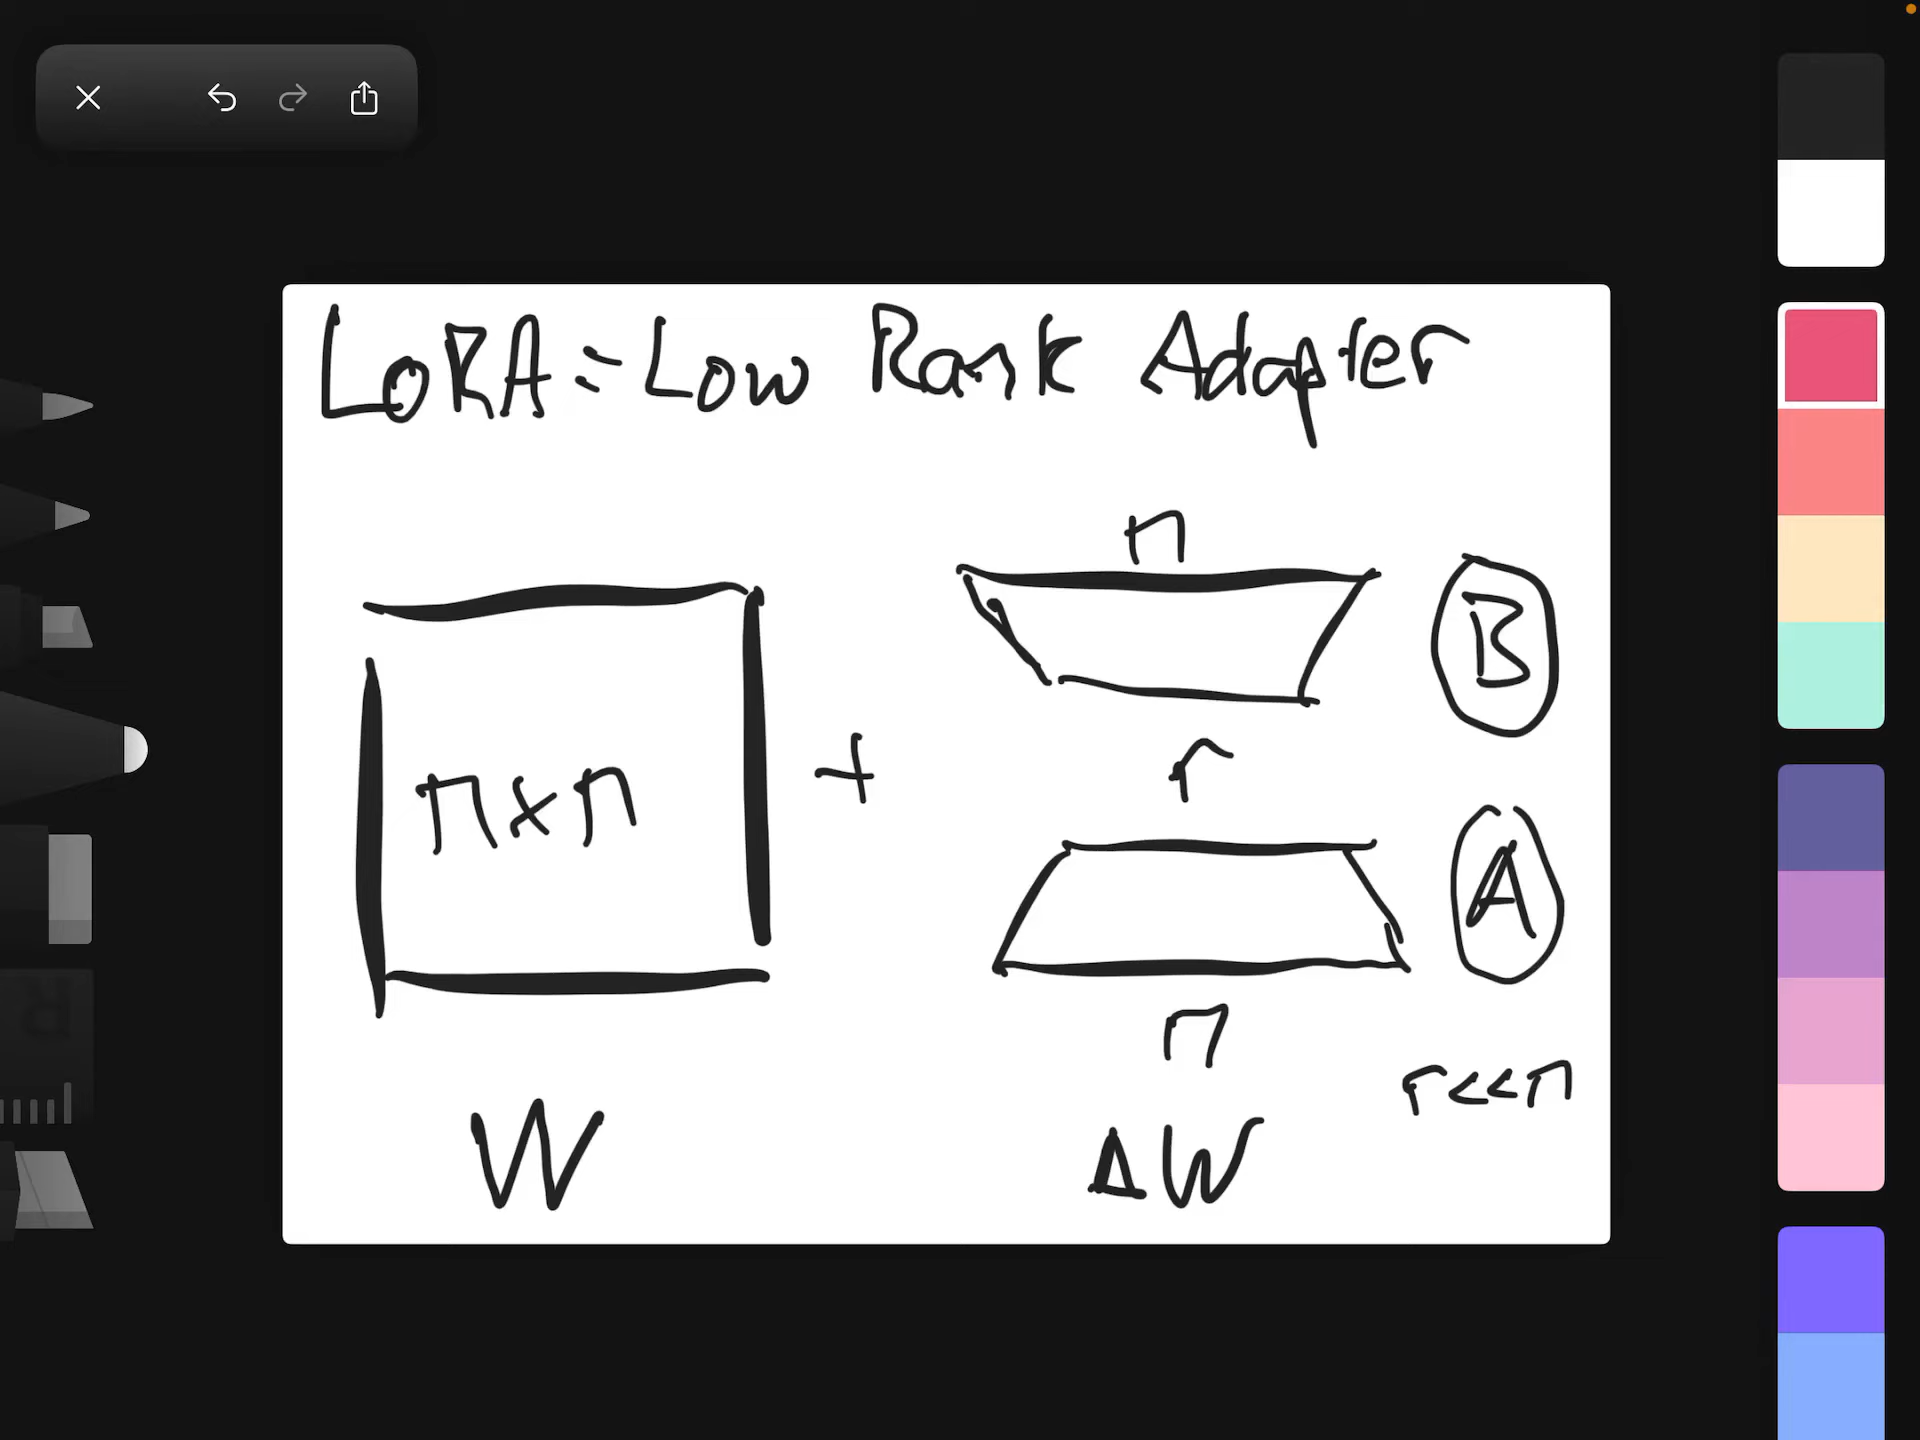 LoRA = Low Rank Adapter
n
B
n x n
+
r
A
n
r << n
W
ΔW